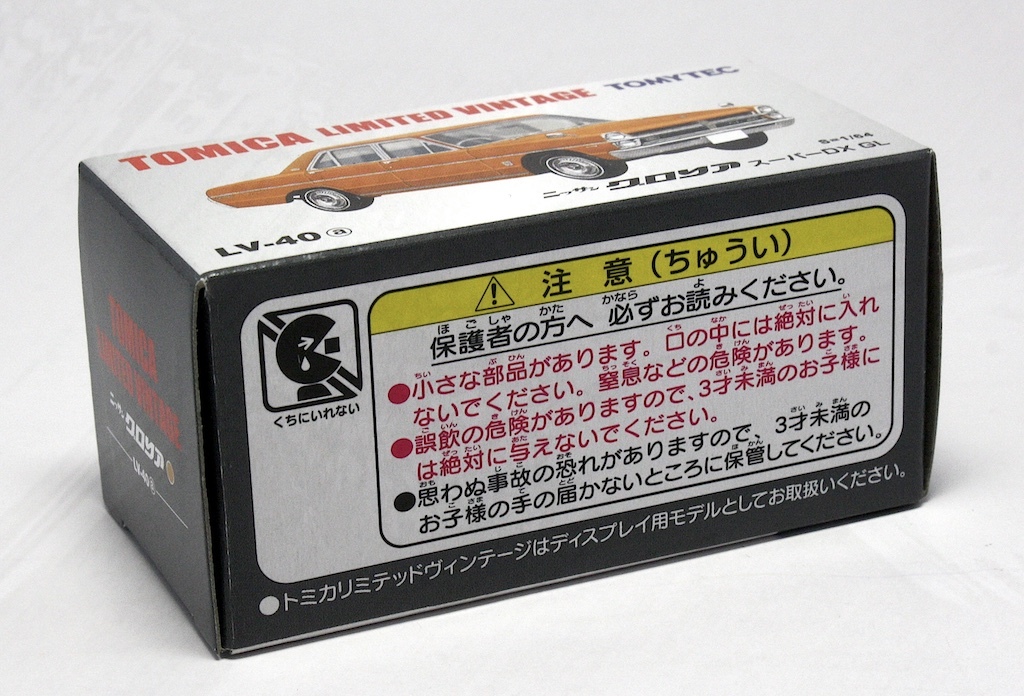 TOMICA LIMITED VINTAGE TOMYTEC
S=1/64
ニッサン グロリア スーパーDX GL
LV-40 ⓐ
TOMICA
LIMITED VINTAGE
ニッサン グロリア
LV-40ⓐ
⚠ 注 意 (ちゅうい)
保護者の方へ 必ずお読みください。
●小さな部品があります。口の中には絶対に入れ
ないでください。窒息などの危険があります。
●誤飲の危険がありますので、3才未満のお子様に
は絶対に与えないでください。
●思わぬ事故の恐れがありますので、3才未満の
お子様の手の届かないところに保管してください。
くちにいれない
●トミカリミテッドヴィンテージはディスプレイ用モデルとしてお取扱いください。